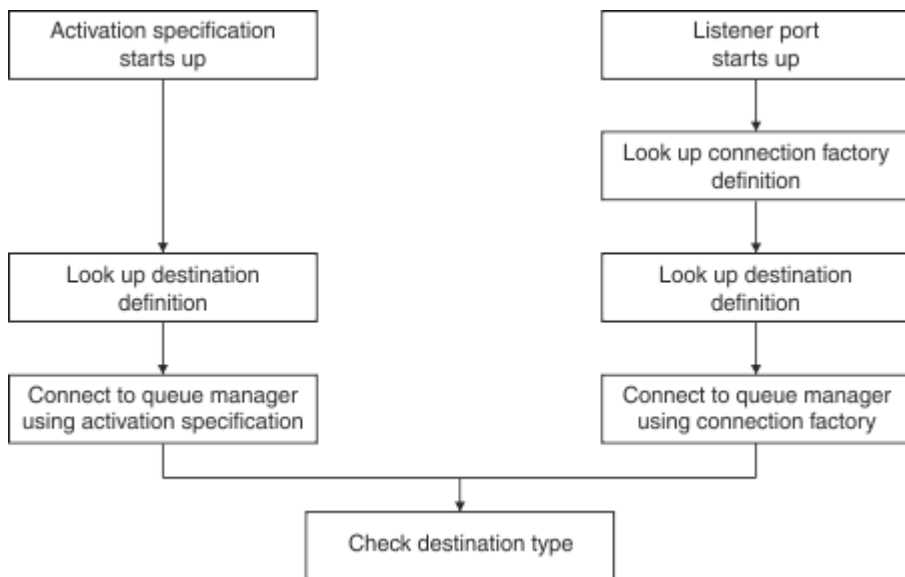 Activation specification
starts up
Listener port
starts up
Look up connection factory
definition
Look up destination
definition
Look up destination
definition
Connect to queue manager
using activation specification
Connect to queue manager
using connection factory
Check destination type